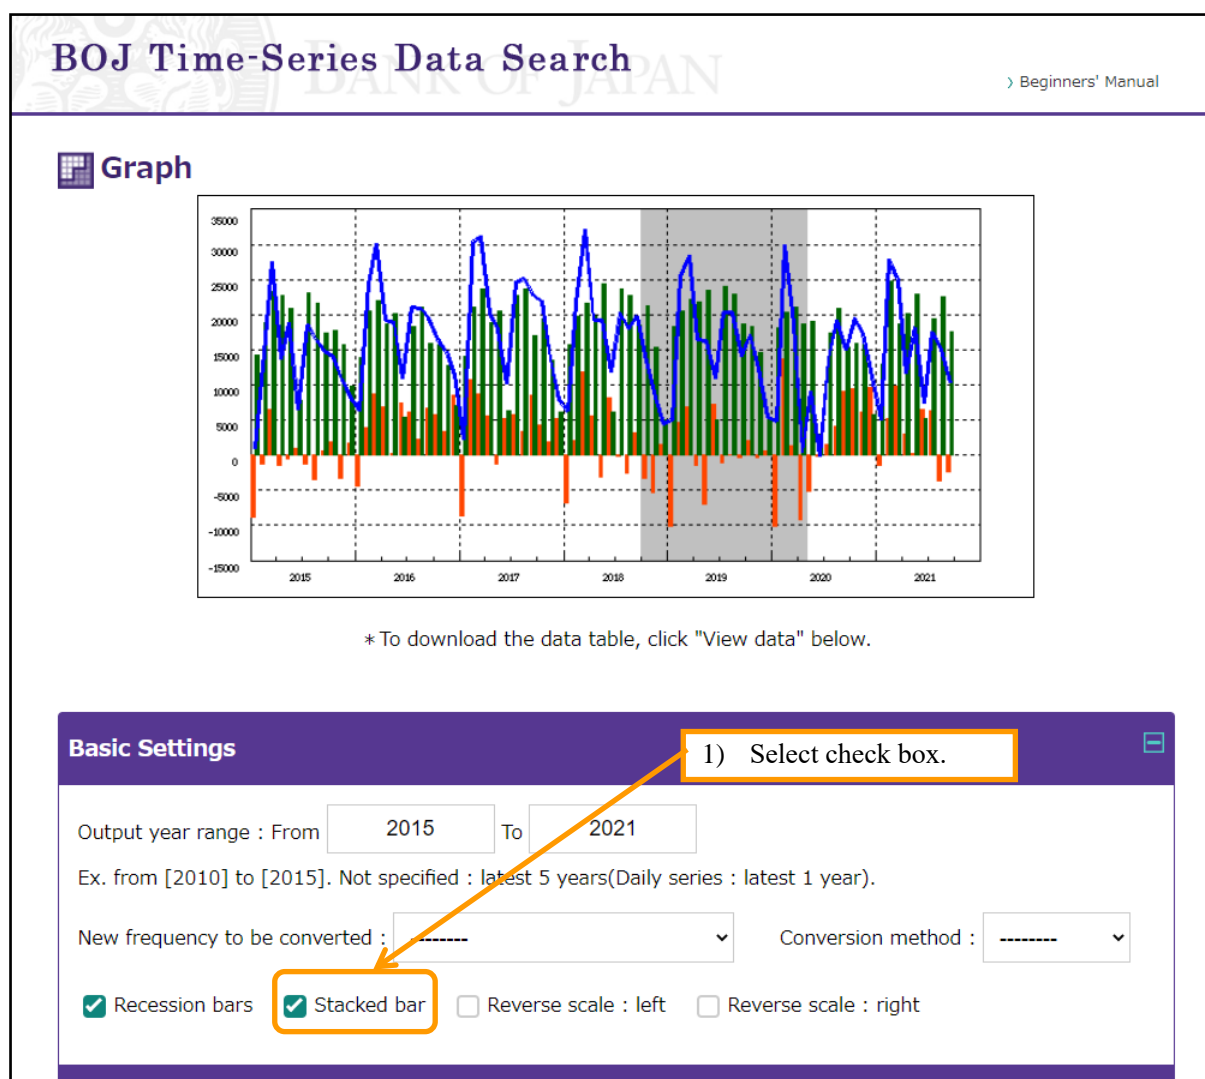 BOJ Time-Series Data Search
BANK OF JAPAN
Beginners' Manual
Graph
35000
30000
25000
20000
15000
10000
5000
0
-5000
-10000
-15000
2015 2016 2017 2018 2019 2020 2021
*To download the data table, click "View data" below.
Basic Settings
1) Select check box.
Output year range : From 2015 To 2021
Ex. from [2010] to [2015]. Not specified : latest 5 years(Daily series : latest 1 year).
New frequency to be converted : -------- Conversion method : --------
Recession bars Stacked bar Reverse scale : left Reverse scale : right